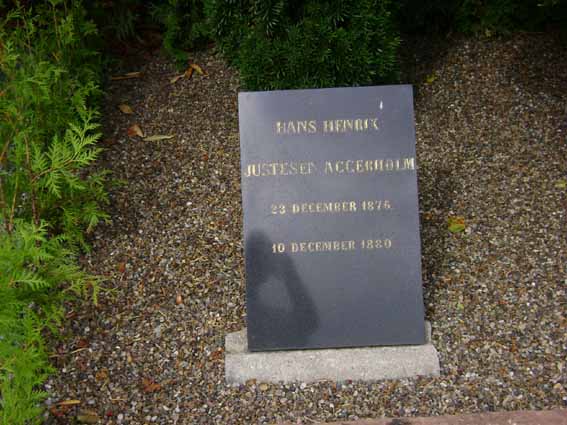 HANS HENRIK
JUSTESEN AGGERHOLM
23 DECEMBER 1876
10 DECEMBER 1880